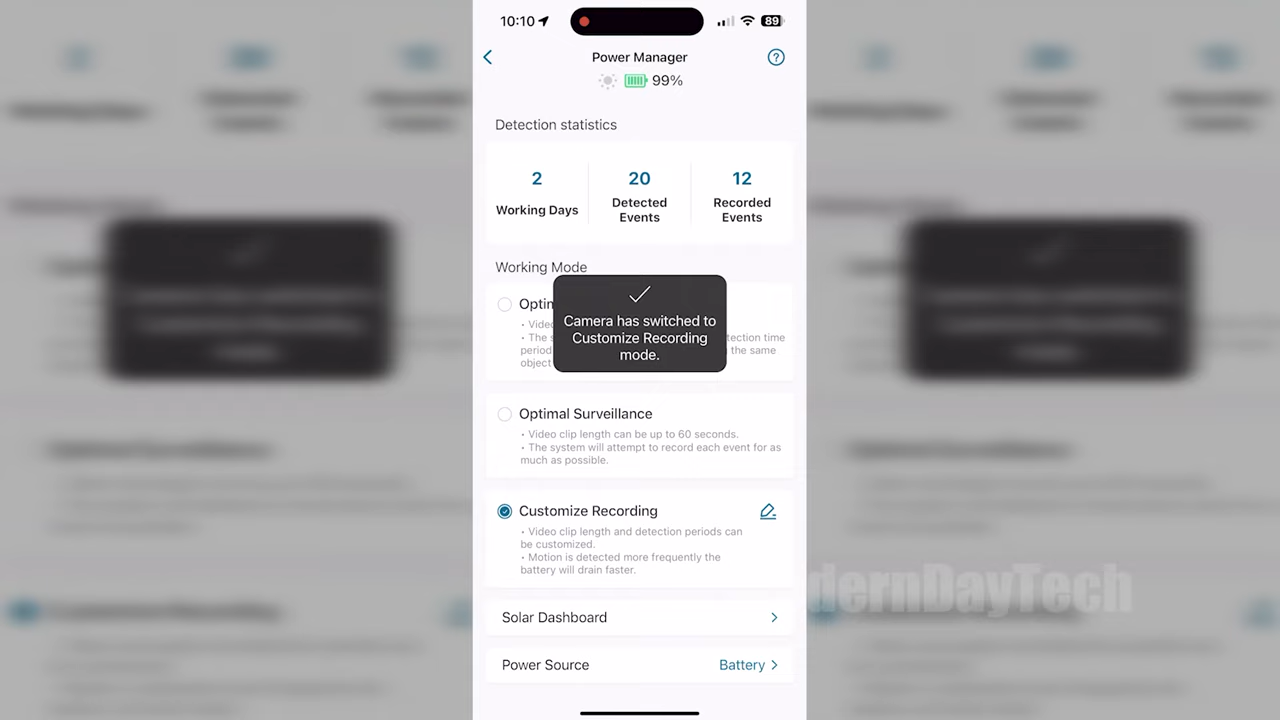 10:10
89
Power Manager
99%
Detection statistics
2
Working Days
20
Detected
Events
12
Recorded
Events
Working Mode
Camera has switched to
Customize Recording
mode.
the same
object
Optimal Surveillance
• Video clip length can be up to 60 seconds.
• The system will attempt to record each event for as
much as possible.
Customize Recording
• Video clip length and detection periods can
be customized.
• Motion is detected more frequently the
battery will drain faster.
Solar Dashboard
Power Source
Battery